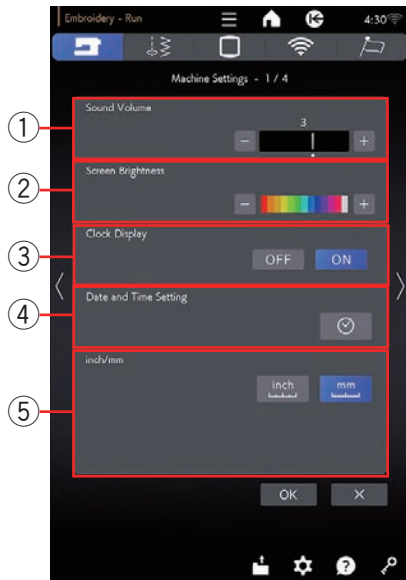 Embroidery - Run
4:30
Machine Settings - 1 / 4
1
Sound Volume
3
- +
2
Screen Brightness
- +
3
Clock Display
OFF ON
4
Date and Time Setting
5
inch/mm
inch mm
OK ×
?